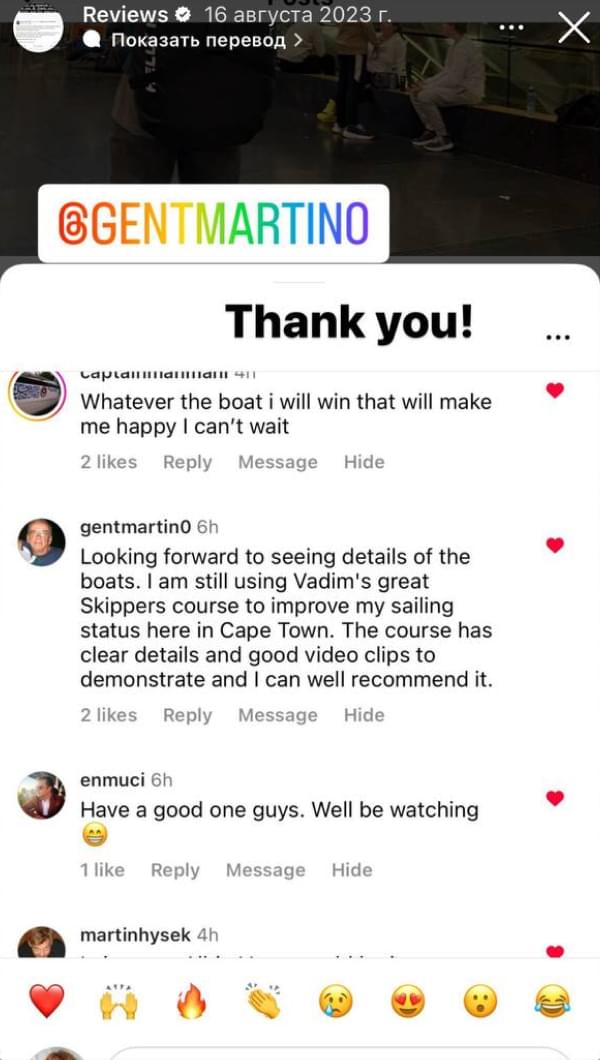 Reviews 16 августа 2023 г.
Показать перевод >
@GENTMARTINO
Thank you!
captainmanmani 4h
Whatever the boat i will win that will make
me happy I can't wait
2 likes Reply Message Hide
gentmartin0 6h
Looking forward to seeing details of the
boats. I am still using Vadim's great
Skippers course to improve my sailing
status here in Cape Town. The course has
clear details and good video clips to
demonstrate and I can well recommend it.
2 likes Reply Message Hide
enmuci 6h
Have a good one guys. Well be watching
😁
1 like Reply Message Hide
martinhysek 4h